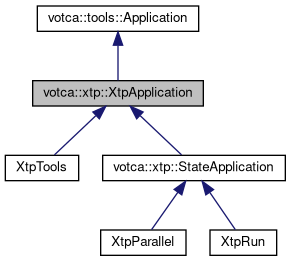 votca::tools::Application
votca::xtp::XtpApplication
XtpTools
votca::xtp::StateApplication
XtpParallel
XtpRun